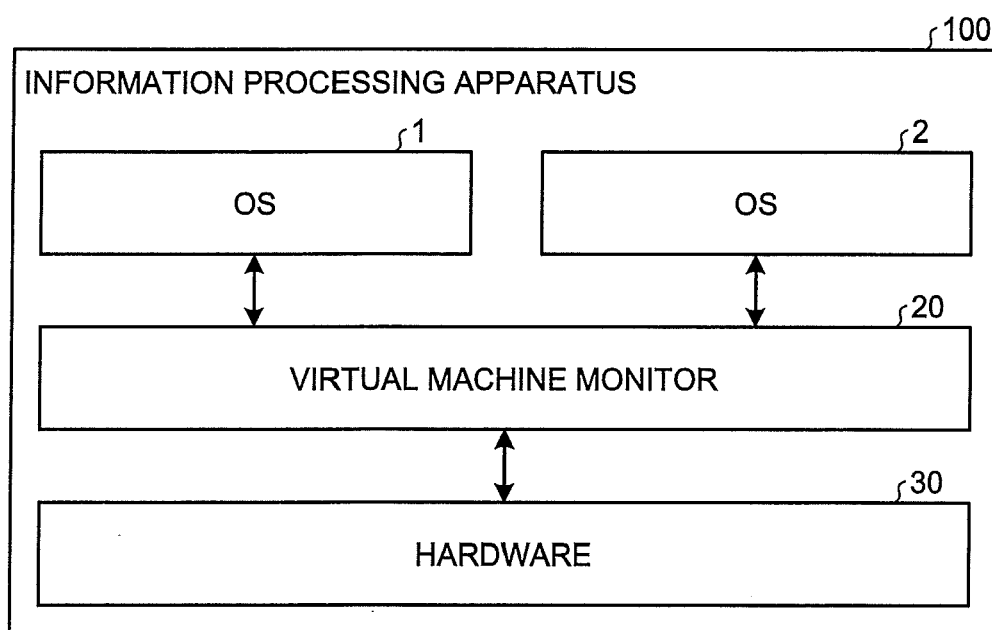 100
INFORMATION PROCESSING APPARATUS
1
2
OS
OS
20
VIRTUAL MACHINE MONITOR
30
HARDWARE